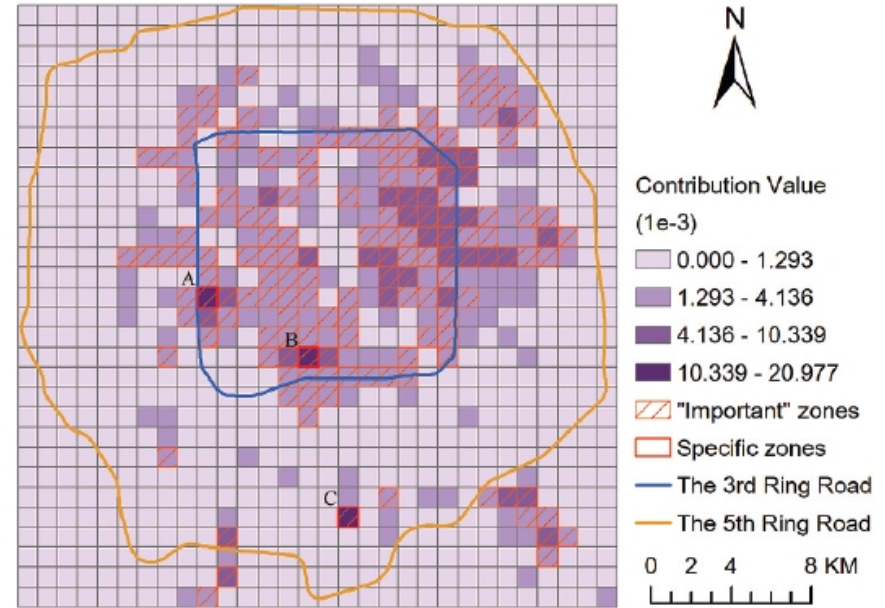 N
A
B
C
Contribution Value
(1e-3)
0.000 - 1.293
1.293 - 4.136
4.136 - 10.339
10.339 - 20.977
"Important" zones
Specific zones
The 3rd Ring Road
The 5th Ring Road
0 2 4 8 KM